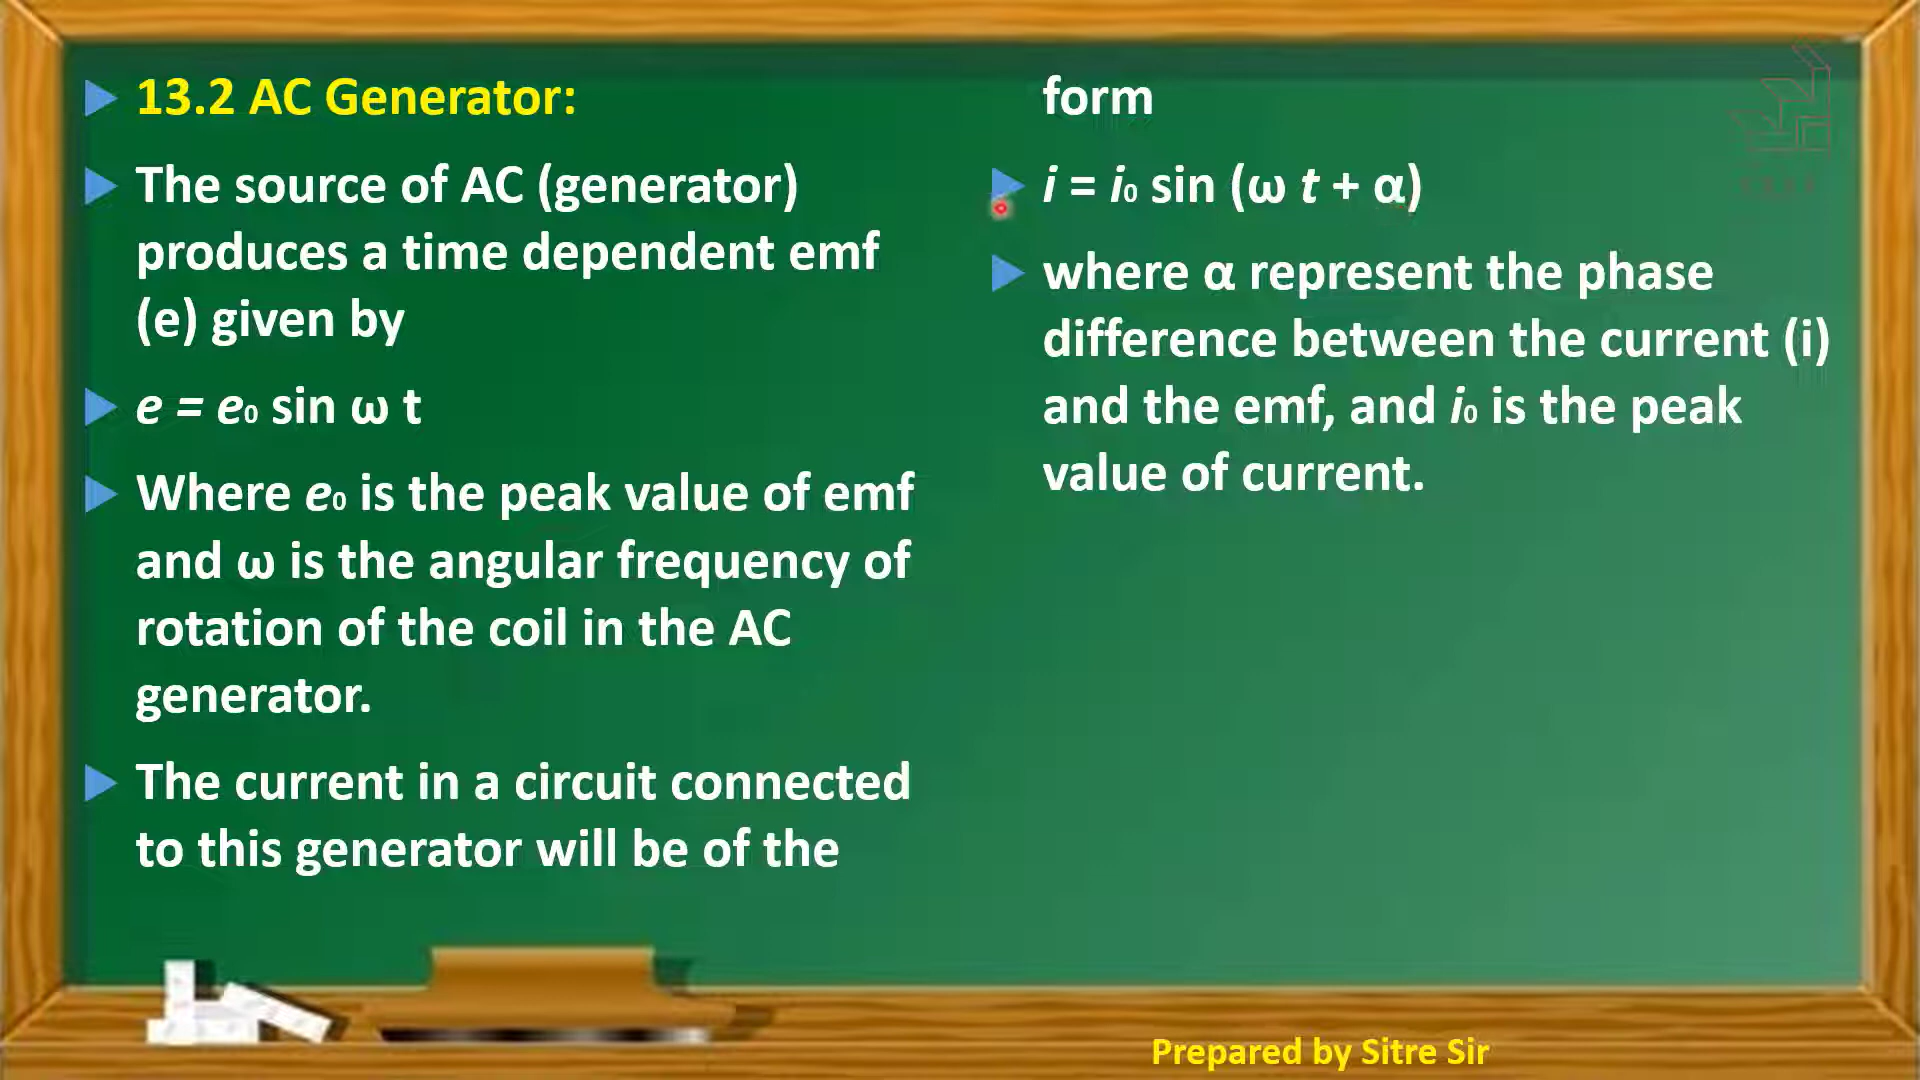 13.2 AC Generator:
The source of AC (generator)
produces a time dependent emf
(e) given by
e = e₀ sin ω t
Where e₀ is the peak value of emf
and ω is the angular frequency of
rotation of the coil in the AC
generator.
The current in a circuit connected
to this generator will be of the
form
i = i₀ sin (ω t + α)
where α represent the phase
difference between the current (i)
and the emf, and i₀ is the peak
value of current.
Prepared by Sitre Sir